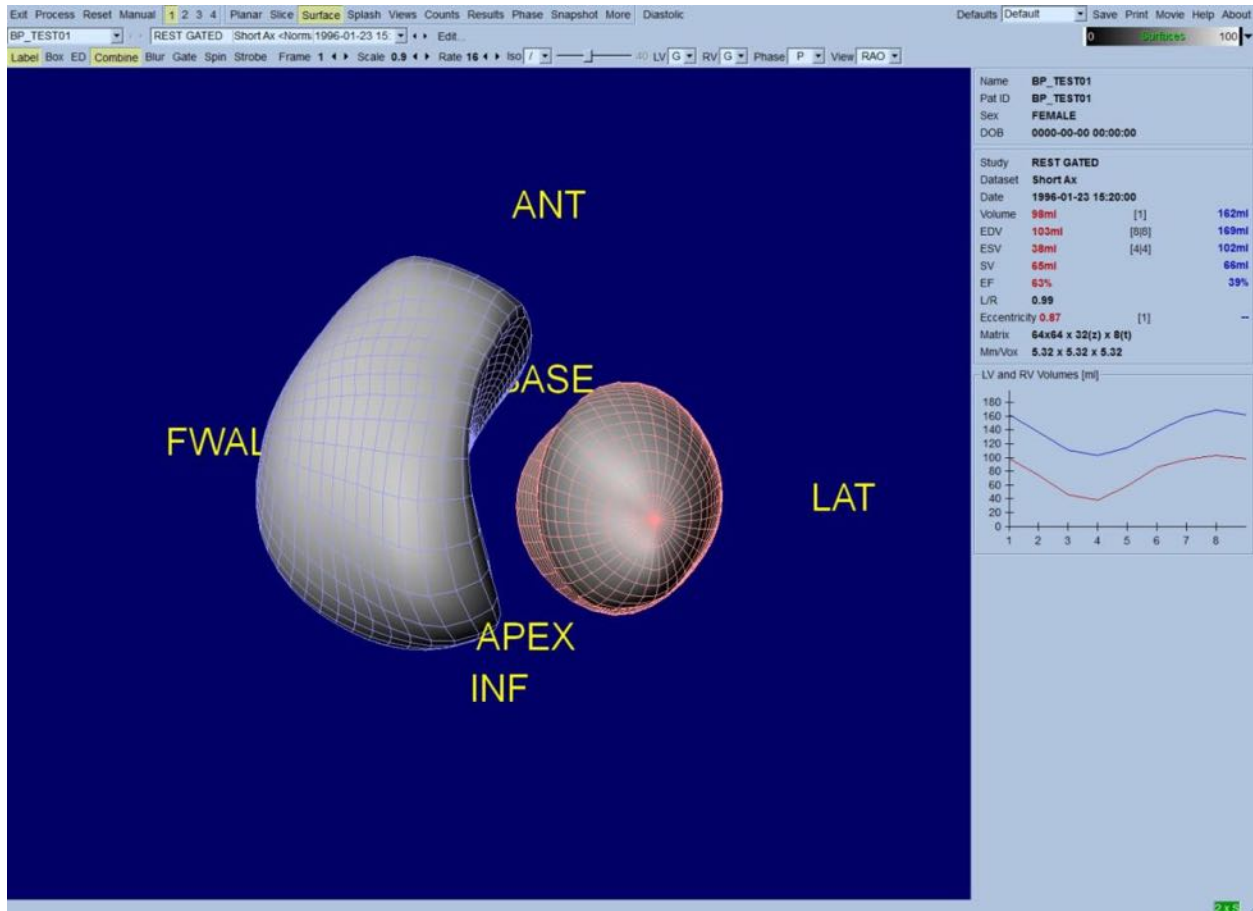 Exit Process Reset Manual 1 2 3 4 Planar Slice Surface Splash Views Counts Results Phase Snapshot More Diastolic Defaults Default Save Print Movie Help About
BP_TEST01 REST GATED Short Ax <Norm 1996-01-23 15: Edit... 0 Surfaces 100
Label Box ED Combine Blur Gate Spin Strobe Frame 1 Scale 0.9 Rate 16 Iso / 40 LV G RV G Phase P View RAO
ANT
BASE
FWAL
LAT
APEX
INF
Name BP_TEST01
Pat ID BP_TEST01
Sex FEMALE
DOB 0000-00-00 00:00:00
Study REST GATED
Dataset Short Ax
Date 1996-01-23 15:20:00
Volume 98ml [1] 162ml
EDV 103ml [8|8] 169ml
ESV 38ml [4|4] 102ml
SV 65ml 66ml
EF 63% 39%
L/R 0.99
Eccentricity 0.87 [1] --
Matrix 64x64 x 32(z) x 8(t)
Mm/Vox 5.32 x 5.32 x 5.32
LV and RV Volumes [ml]
180
160
140
120
100
80
60
40
20
0
1 2 3 4 5 6 7 8
2 x S